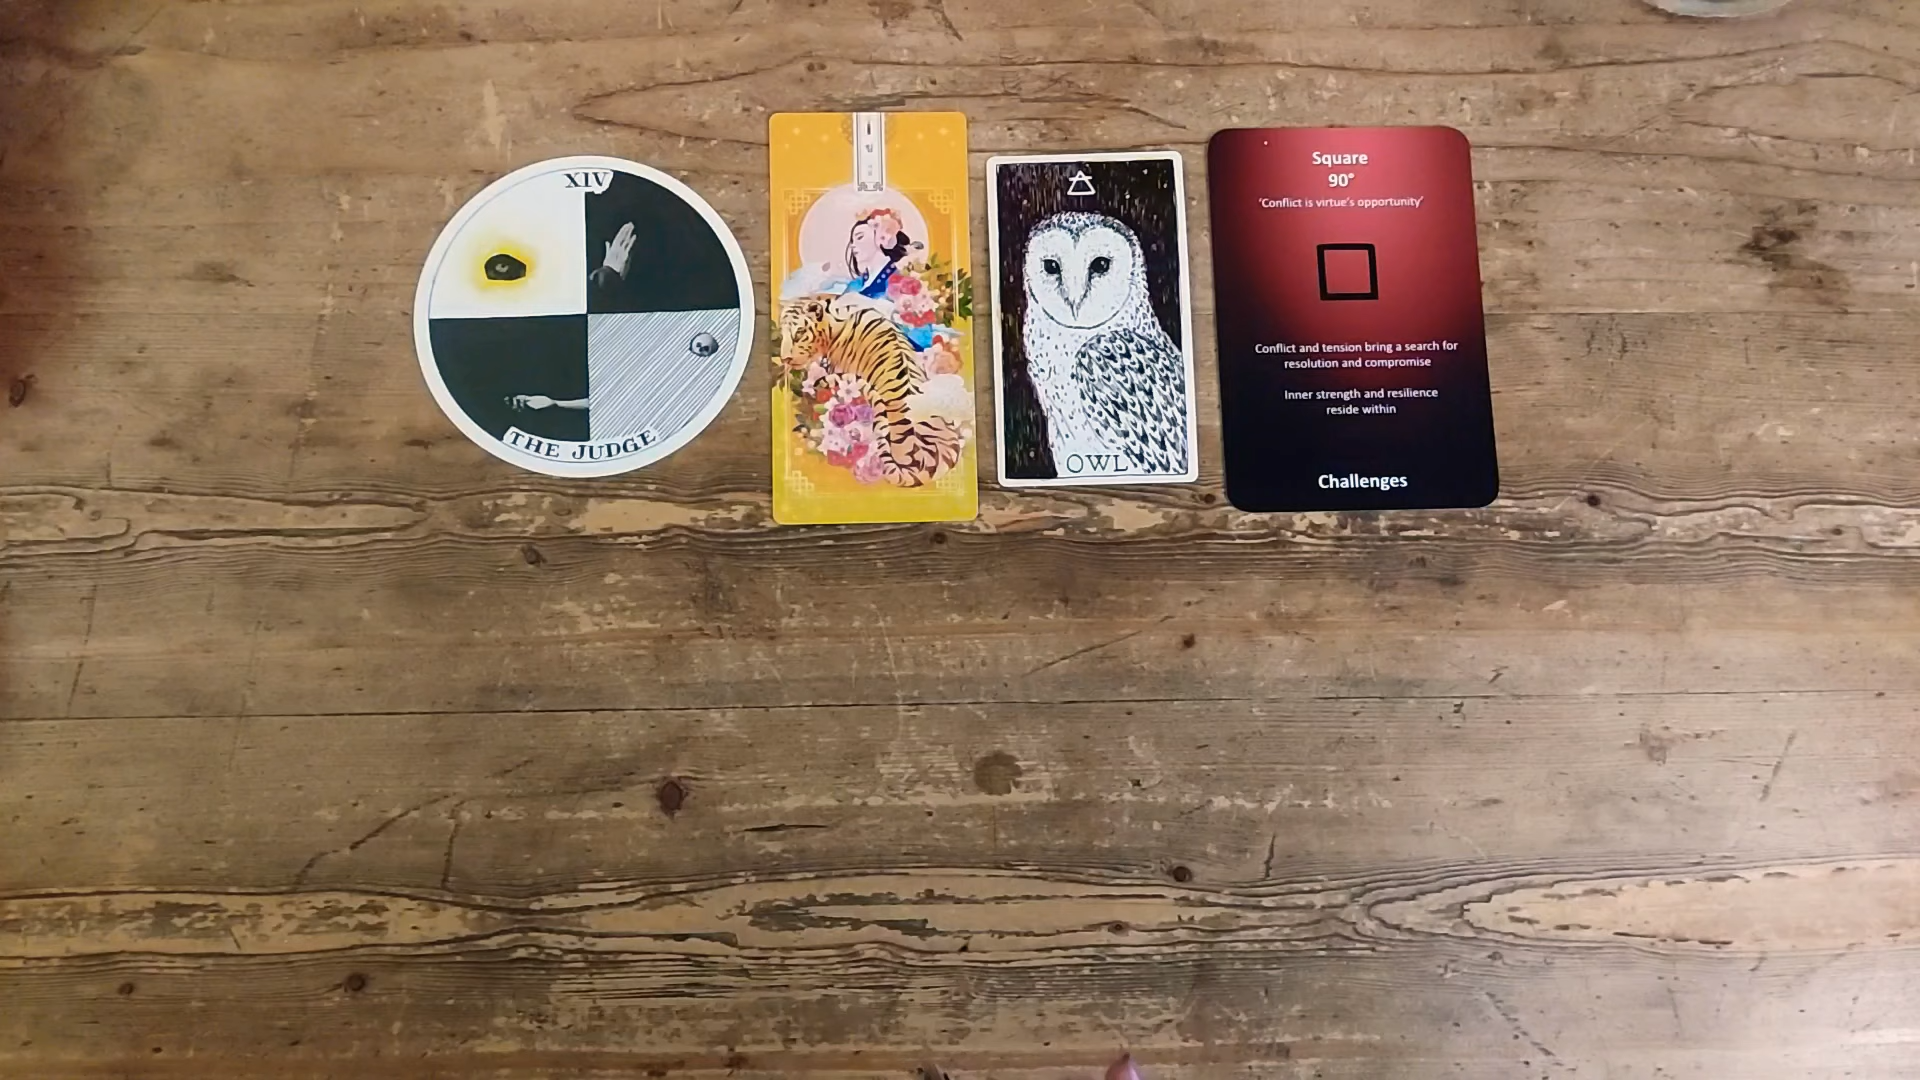 XIV
THE JUDGE
힘
OWL
Square
90°
‘Conflict is virtue’s opportunity’
Conflict and tension bring a search for
resolution and compromise
Inner strength and resilience
reside within
Challenges